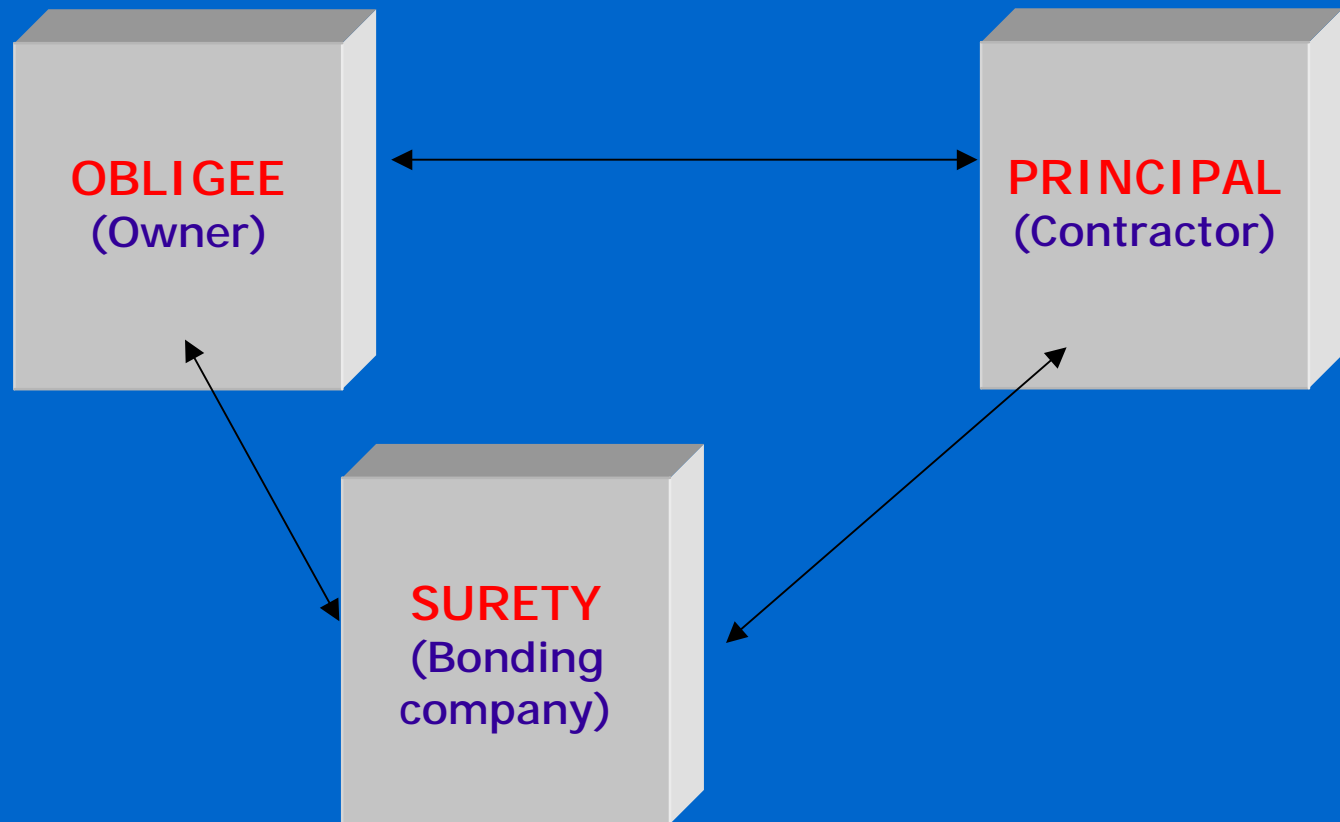 OBLIGEE
(Owner)
PRINCIPAL
(Contractor)
SURETY
(Bonding
company)